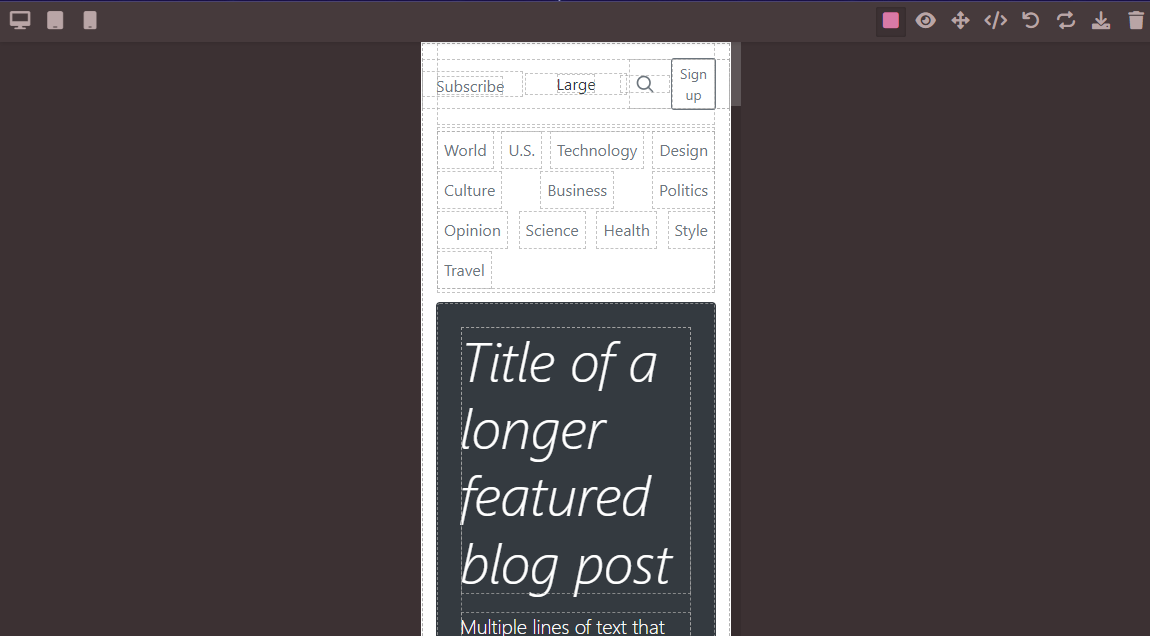 Subscribe Large Sign
up
World U.S. Technology Design
Culture Business Politics
Opinion Science Health Style
Travel
Title of a
longer
featured
blog post
Multiple lines of text that